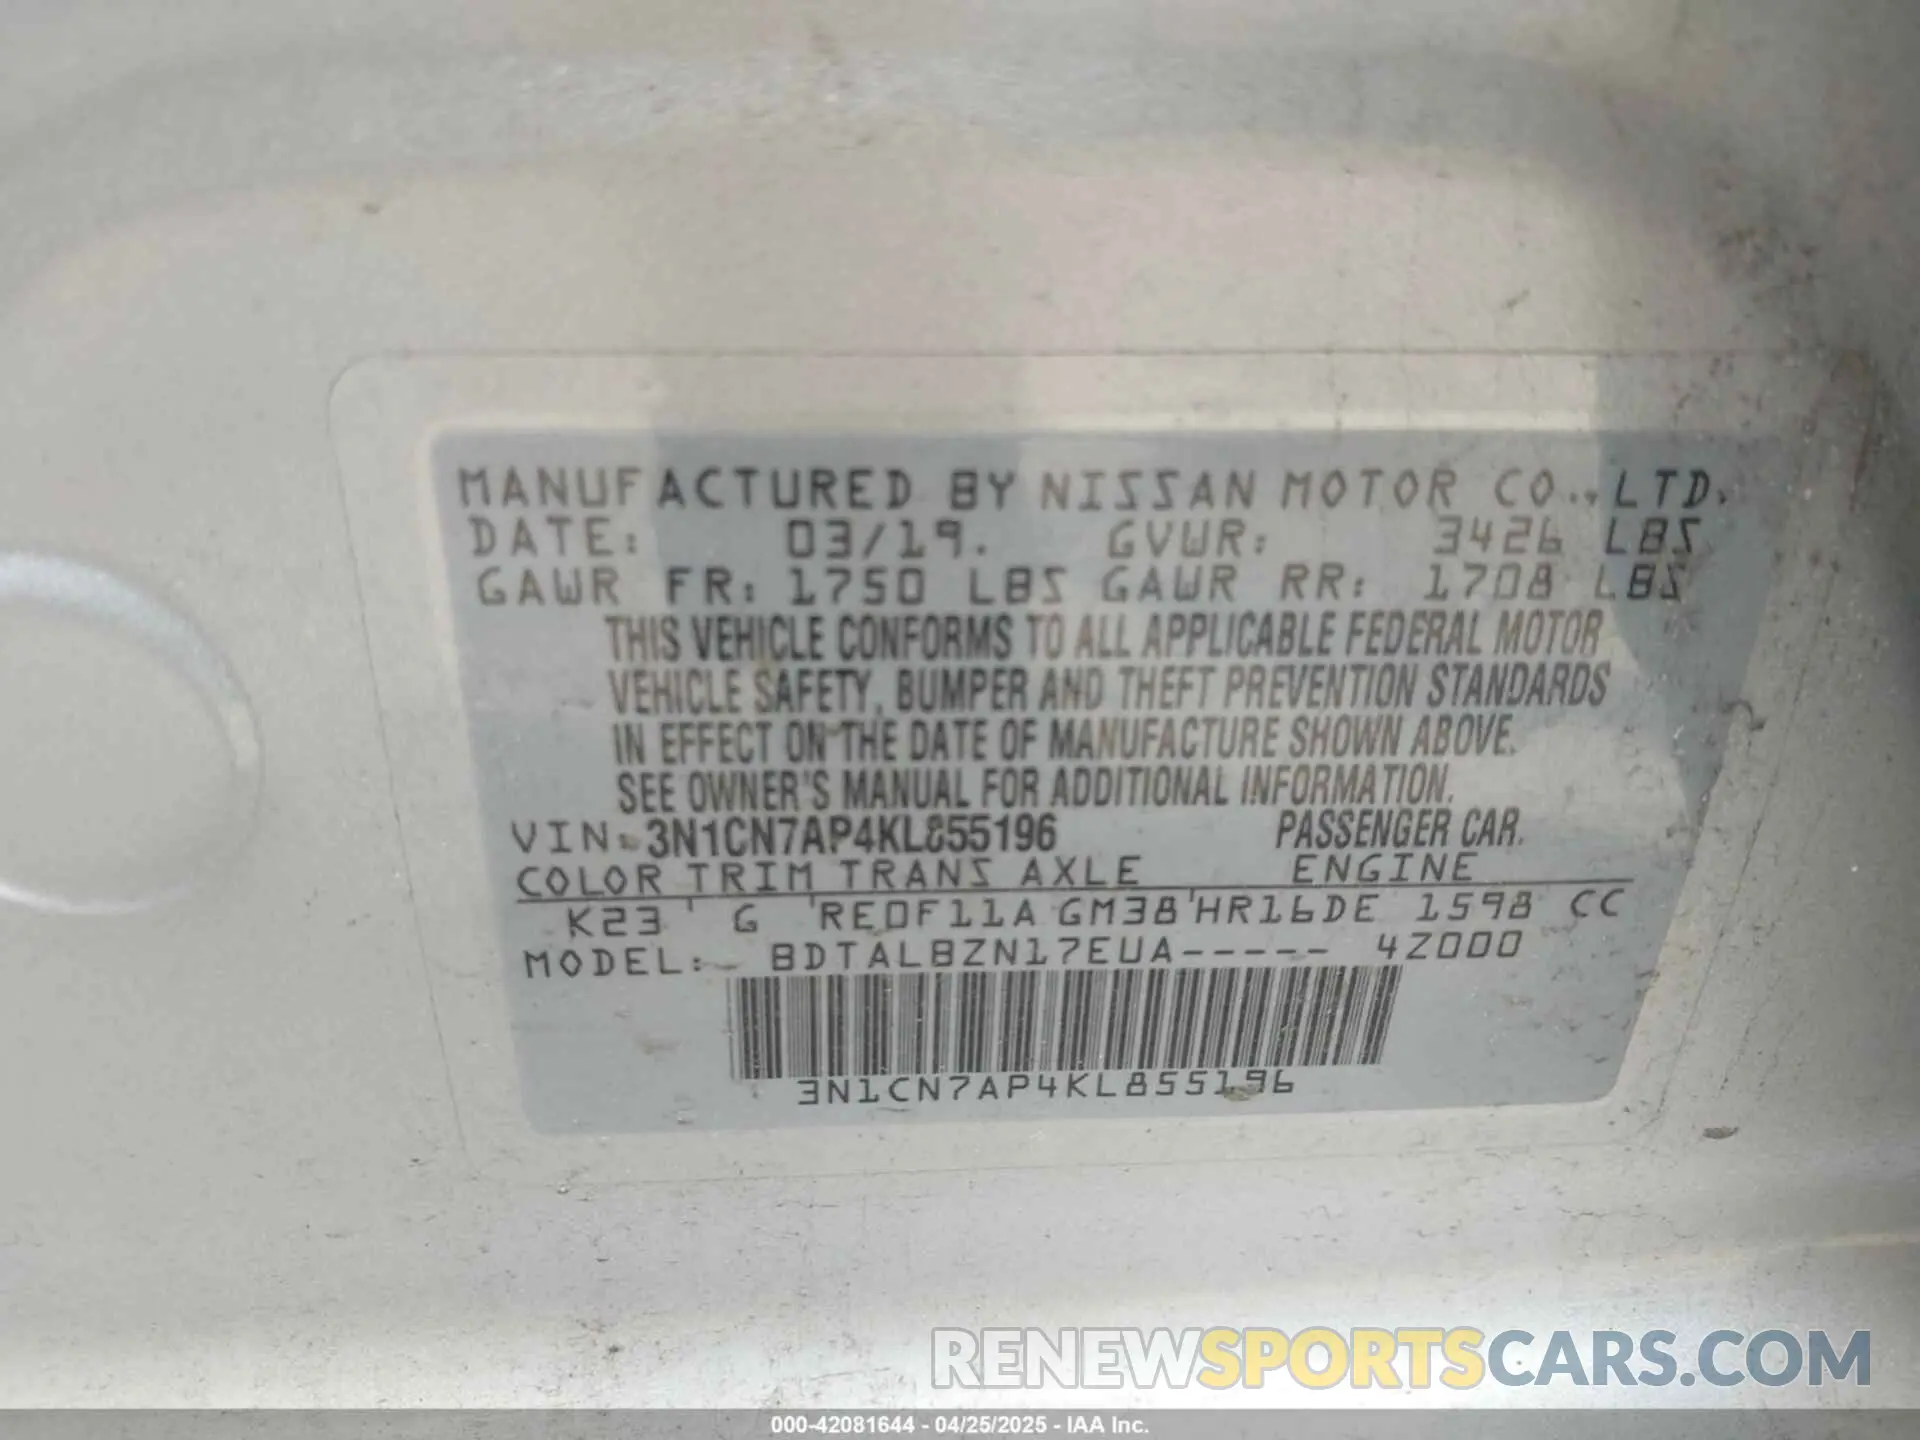 MANUFACTURED BY NISSAN MOTOR CO., LTD.
DATE: 03/19. GVWR: 3426 LBS
GAWR FR: 1750 LBS GAWR RR: 1708 LBS
THIS VEHICLE CONFORMS TO ALL APPLICABLE FEDERAL MOTOR
VEHICLE SAFETY, BUMPER AND THEFT PREVENTION STANDARDS
IN EFFECT ON THE DATE OF MANUFACTURE SHOWN ABOVE.
SEE OWNER'S MANUAL FOR ADDITIONAL INFORMATION.
VIN: 3N1CN7AP4KL855196 PASSENGER CAR.
COLOR TRIM TRANS AXLE ENGINE
K23 G RE0F11A GM38 HR16DE 1598 CC
MODEL: BDTALBZN17EUA----- 4Z000
3N1CN7AP4KL855196
RENEWSPORTSCARS.COM
000-42081644 - 04/25/2025 - IAA Inc.